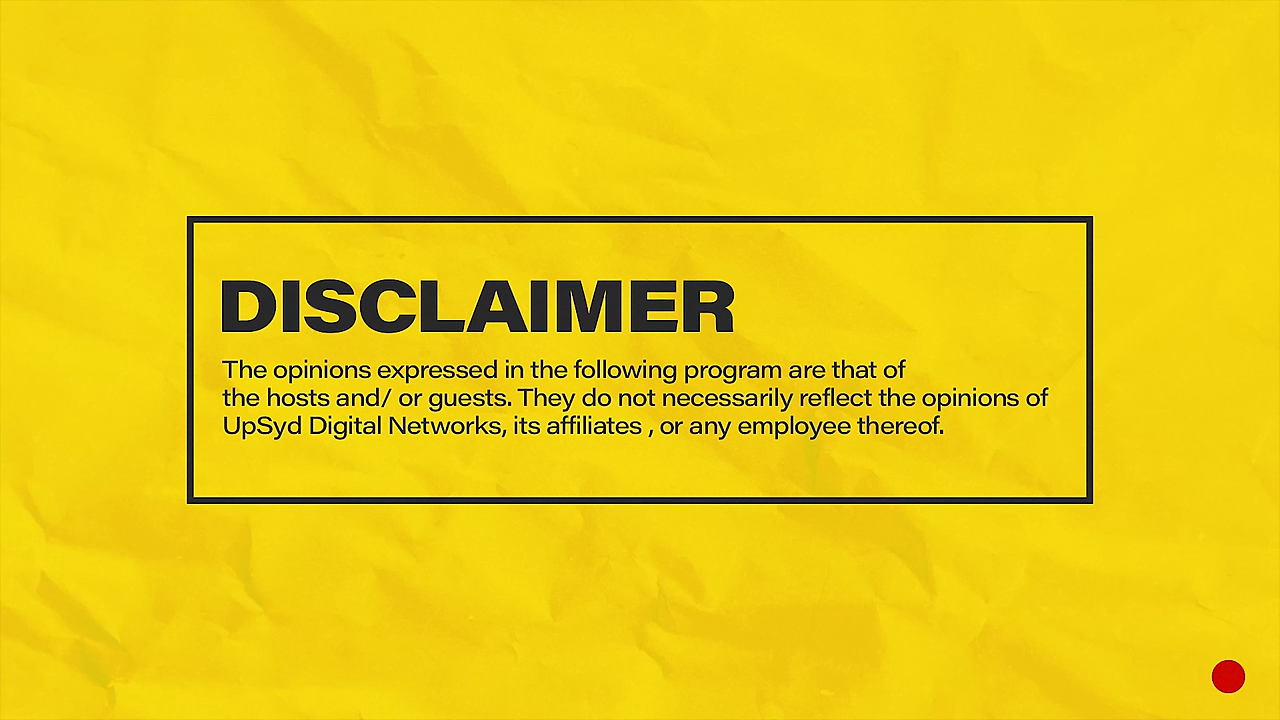 DISCLAIMER
The opinions expressed in the following program are that of
the hosts and/ or guests. They do not necessarily reflect the opinions of
UpSyd Digital Networks, its affiliates , or any employee thereof.